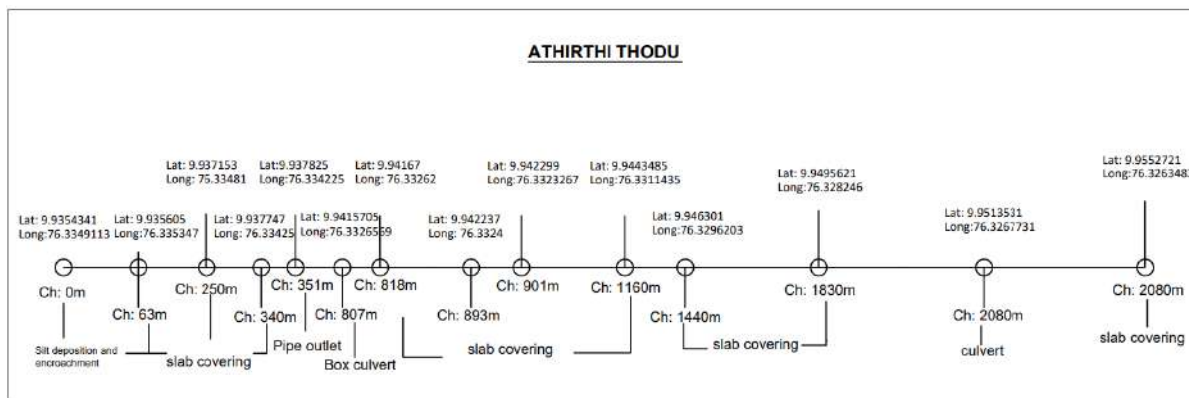 ATHIRTHI THODU
Lat: 9.9354341
Long:76.3349113
Lat: 9.935605
Long:76.335347
Lat: 9.937153
Long: 76.33481
Lat: 9.937747
Long: 76.33425
Lat:9.937825
Long: 76.334225
Lat: 9.9415705
Long: 76.3326569
Lat: 9.94167
Long: 76.33262
Lat: 9.942237
Long: 76.3324
Lat: 9.942299
Long:76.3323267
Lat: 9.9443485
Long:76.3311435
Lat: 9.946301
Long:76.3296203
Lat: 9.9495621
Long: 76.328246
Lat: 9.9513531
Long:76.3267731
Lat: 9.9552721
Long: 76.3263482
Ch: 0m
Ch: 63m
Ch: 250m
Ch: 340m
Ch: 351m
Ch: 807m
Ch: 818m
Ch: 893m
Ch: 901m
Ch: 1160m
Ch: 1440m
Ch: 1830m
Ch: 2080m
Ch: 2080m
Silt deposition and
encroachment
slab covering
Pipe outlet
Box culvert
slab covering
slab covering
culvert
slab covering